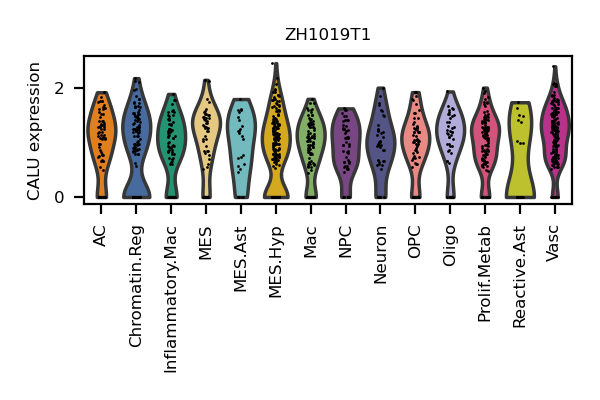 ZH1019T1
CALU expression
2
0
AC
Chromatin.Reg
Inflammatory.Mac
MES
MES.Ast
MES.Hyp
Mac
NPC
Neuron
OPC
Oligo
Prolif.Metab
Reactive.Ast
Vasc